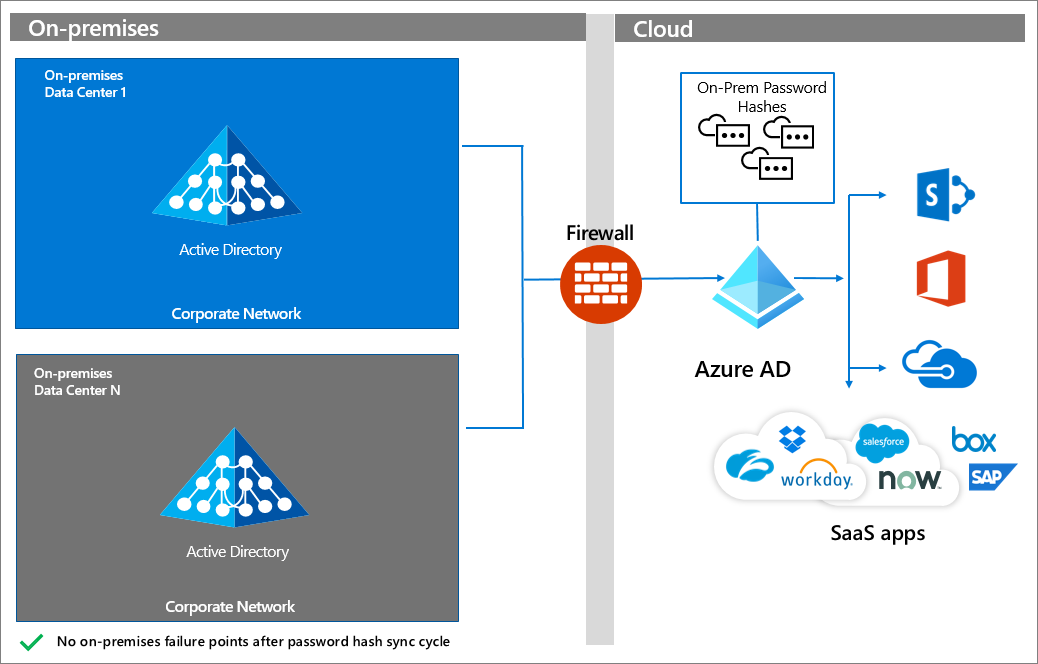 On-premises
Cloud
On-premises
Data Center 1
Active Directory
Corporate Network
On-premises
Data Center N
Active Directory
Corporate Network
No on-premises failure points after password hash sync cycle
Firewall
On-Prem Password
Hashes
Azure AD
S
salesforce
box
workday.
now
SAP
SaaS apps